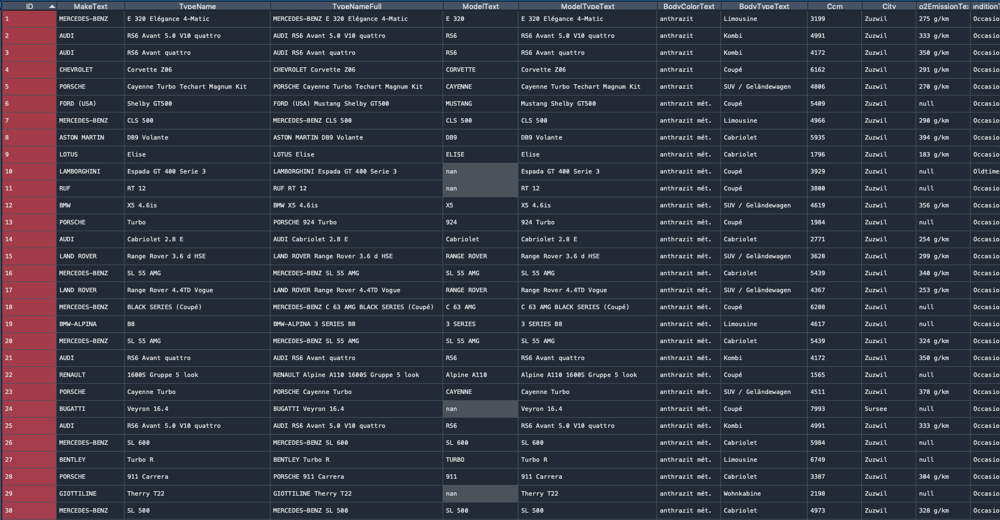 ID MakeText TypeName TypeNameFull ModelText ModelTypeText BodyColorText BodyTypeText Ccm City o2EmissionTex nditionT
1 MERCEDES-BENZ E 320 Elégance 4-Matic MERCEDES-BENZ E 320 Elégance 4-Matic E 320 E 320 Elégance 4-Matic anthrazit Limousine 3199 Zuzwil 275 g/km Occasio
2 AUDI RS6 Avant 5.0 V10 quattro AUDI RS6 Avant 5.0 V10 quattro RS6 RS6 Avant 5.0 V10 quattro anthrazit Kombi 4991 Zuzwil 333 g/km Occasio
3 AUDI RS6 Avant quattro AUDI RS6 Avant quattro RS6 RS6 Avant quattro anthrazit Kombi 4172 Zuzwil 350 g/km Occasio
4 CHEVROLET Corvette Z06 CHEVROLET Corvette Z06 CORVETTE Corvette Z06 anthrazit Coupé 6162 Zuzwil 291 g/km Occasio
5 PORSCHE Cayenne Turbo Techart Magnum Kit PORSCHE Cayenne Turbo Techart Magnum Kit CAYENNE Cayenne Turbo Techart Magnum Kit anthrazit SUV / Geländewagen 4806 Zuzwil 270 g/km Occasio
6 FORD (USA) Shelby GT500 FORD (USA) Mustang Shelby GT500 MUSTANG Mustang Shelby GT500 anthrazit mét. Coupé 5409 Zuzwil null Occasio
7 MERCEDES-BENZ CLS 500 MERCEDES-BENZ CLS 500 CLS 500 CLS 500 anthrazit mét. Limousine 4966 Zuzwil 290 g/km Occasio
8 ASTON MARTIN DB9 Volante ASTON MARTIN DB9 Volante DB9 DB9 Volante anthrazit mét. Cabriolet 5935 Zuzwil 394 g/km Occasio
9 LOTUS Elise LOTUS Elise ELISE Elise anthrazit mét. Cabriolet 1796 Zuzwil 183 g/km Occasio
10 LAMBORGHINI Espada GT 400 Serie 3 LAMBORGHINI Espada GT 400 Serie 3 nan Espada GT 400 Serie 3 anthrazit mét. Coupé 3929 Zuzwil null Oldtime
11 RUF RT 12 RUF RT 12 nan RT 12 anthrazit mét. Coupé 3800 Zuzwil null Occasio
12 BMW X5 4.6is BMW X5 4.6is X5 X5 4.6is anthrazit mét. SUV / Geländewagen 4619 Zuzwil 356 g/km Occasio
13 PORSCHE Turbo PORSCHE 924 Turbo 924 924 Turbo anthrazit mét. Coupé 1984 Zuzwil null Occasio
14 AUDI Cabriolet 2.8 E AUDI Cabriolet 2.8 E Cabriolet Cabriolet 2.8 E anthrazit mét. Cabriolet 2771 Zuzwil 254 g/km Occasio
15 LAND ROVER Range Rover 3.6 d HSE LAND ROVER Range Rover 3.6 d HSE RANGE ROVER Range Rover 3.6 d HSE anthrazit mét. SUV / Geländewagen 3628 Zuzwil 299 g/km Occasio
16 MERCEDES-BENZ SL 55 AMG MERCEDES-BENZ SL 55 AMG SL 55 AMG SL 55 AMG anthrazit mét. Cabriolet 5439 Zuzwil 340 g/km Occasio
17 LAND ROVER Range Rover 4.4TD Vogue LAND ROVER Range Rover 4.4TD Vogue RANGE ROVER Range Rover 4.4TD Vogue anthrazit mét. SUV / Geländewagen 4367 Zuzwil 253 g/km Occasio
18 MERCEDES-BENZ BLACK SERIES (Coupé) MERCEDES-BENZ C 63 AMG BLACK SERIES (Coupé) C 63 AMG C 63 AMG BLACK SERIES (Coupé) anthrazit mét. Coupé 6208 Zuzwil null Occasio
19 BMW-ALPINA B8 BMW-ALPINA 3 SERIES B8 3 SERIES 3 SERIES B8 anthrazit mét. Limousine 4617 Zuzwil null Occasio
20 MERCEDES-BENZ SL 55 AMG MERCEDES-BENZ SL 55 AMG SL 55 AMG SL 55 AMG anthrazit mét. Cabriolet 5439 Zuzwil 324 g/km Occasio
21 AUDI RS6 Avant quattro AUDI RS6 Avant quattro RS6 RS6 Avant quattro anthrazit mét. Kombi 4172 Zuzwil 350 g/km Occasio
22 RENAULT 1600S Gruppe 5 look RENAULT Alpine A110 1600S Gruppe 5 look Alpine A110 Alpine A110 1600S Gruppe 5 look anthrazit mét. Coupé 1565 Zuzwil null Occasio
23 PORSCHE Cayenne Turbo PORSCHE Cayenne Turbo CAYENNE Cayenne Turbo anthrazit mét. SUV / Geländewagen 4511 Zuzwil 378 g/km Occasio
24 BUGATTI Veyron 16.4 BUGATTI Veyron 16.4 nan Veyron 16.4 anthrazit mét. Coupé 7993 Sursee null Occasio
25 AUDI RS6 Avant 5.0 V10 quattro AUDI RS6 Avant 5.0 V10 quattro RS6 RS6 Avant 5.0 V10 quattro anthrazit mét. Kombi 4991 Zuzwil 333 g/km Occasio
26 MERCEDES-BENZ SL 600 MERCEDES-BENZ SL 600 SL 600 SL 600 anthrazit mét. Cabriolet 5984 Zuzwil null Occasio
27 BENTLEY Turbo R BENTLEY Turbo R TURBO Turbo R anthrazit mét. Limousine 6749 Zuzwil null Occasio
28 PORSCHE 911 Carrera PORSCHE 911 Carrera 911 911 Carrera anthrazit mét. Cabriolet 3387 Zuzwil 304 g/km Occasio
29 GIOTTILINE Therry T22 GIOTTILINE Therry T22 nan Therry T22 anthrazit mét. Wohnkabine 2198 Zuzwil null Occasio
30 MERCEDES-BENZ SL 500 MERCEDES-BENZ SL 500 SL 500 SL 500 anthrazit mét. Cabriolet 4973 Zuzwil 328 g/km Occasio